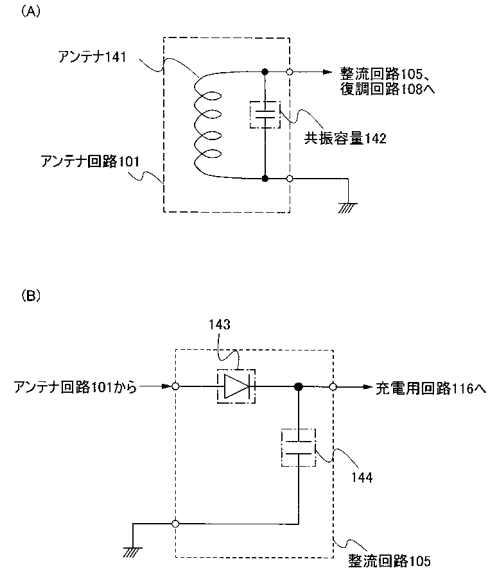 (A)
アンテナ141
整流回路105、
復調回路108へ
共振容量142
アンテナ回路101
(B)
143
アンテナ回路101から
充電用回路116へ
144
整流回路105